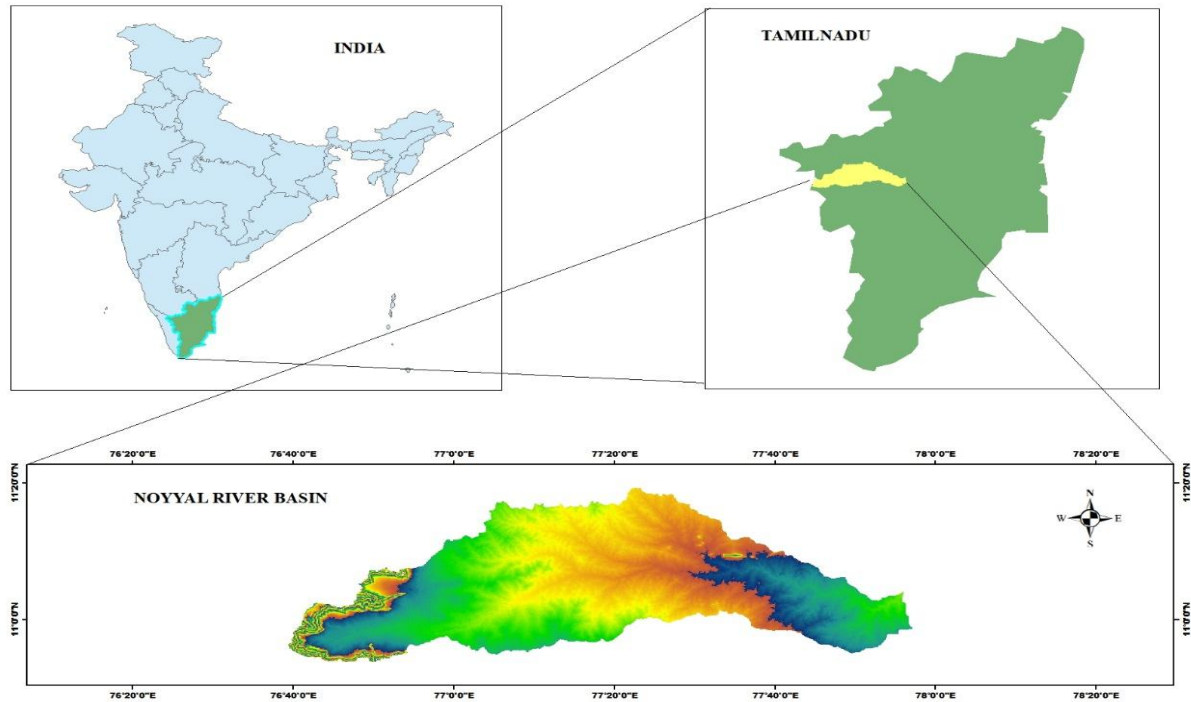 INDIA
TAMILNADU
76°20'0"E 76°40'0"E 77°0'0"E 77°20'0"E 77°40'0"E 78°0'0"E 78°20'0"E
11°20'0"N 11°20'0"N
NOYYAL RIVER BASIN
N
W E
S
11°0'0"N 11°0'0"N
76°20'0"E 76°40'0"E 77°0'0"E 77°20'0"E 77°40'0"E 78°0'0"E 78°20'0"E